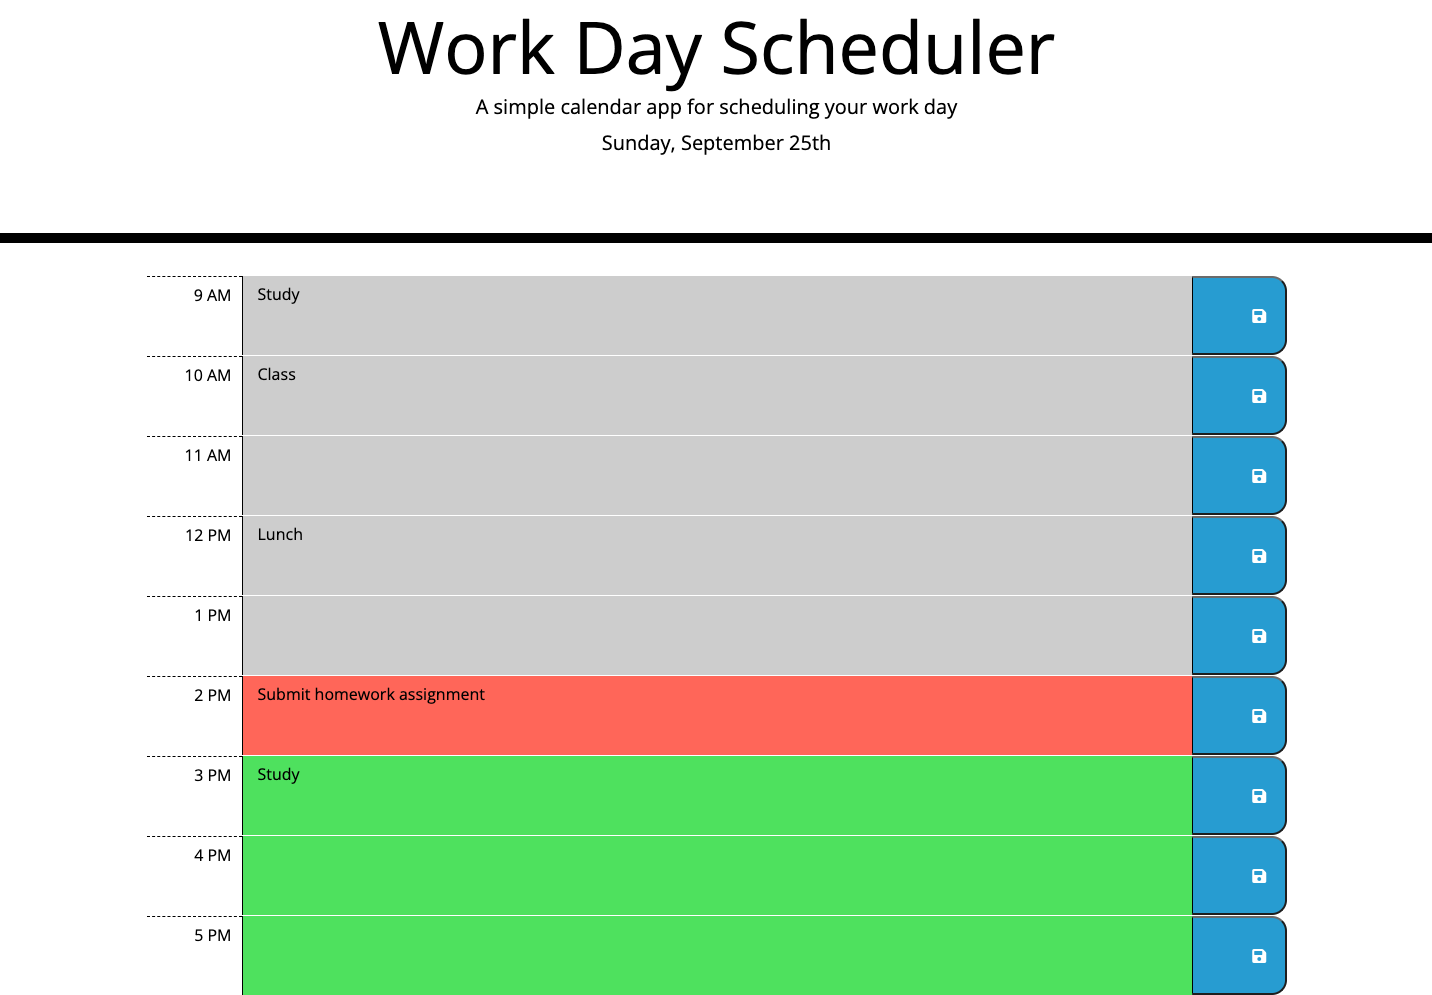 Work Day Scheduler
A simple calendar app for scheduling your work day
Sunday, September 25th
9 AM Study
10 AM Class
11 AM
12 PM Lunch
1 PM
2 PM Submit homework assignment
3 PM Study
4 PM
5 PM